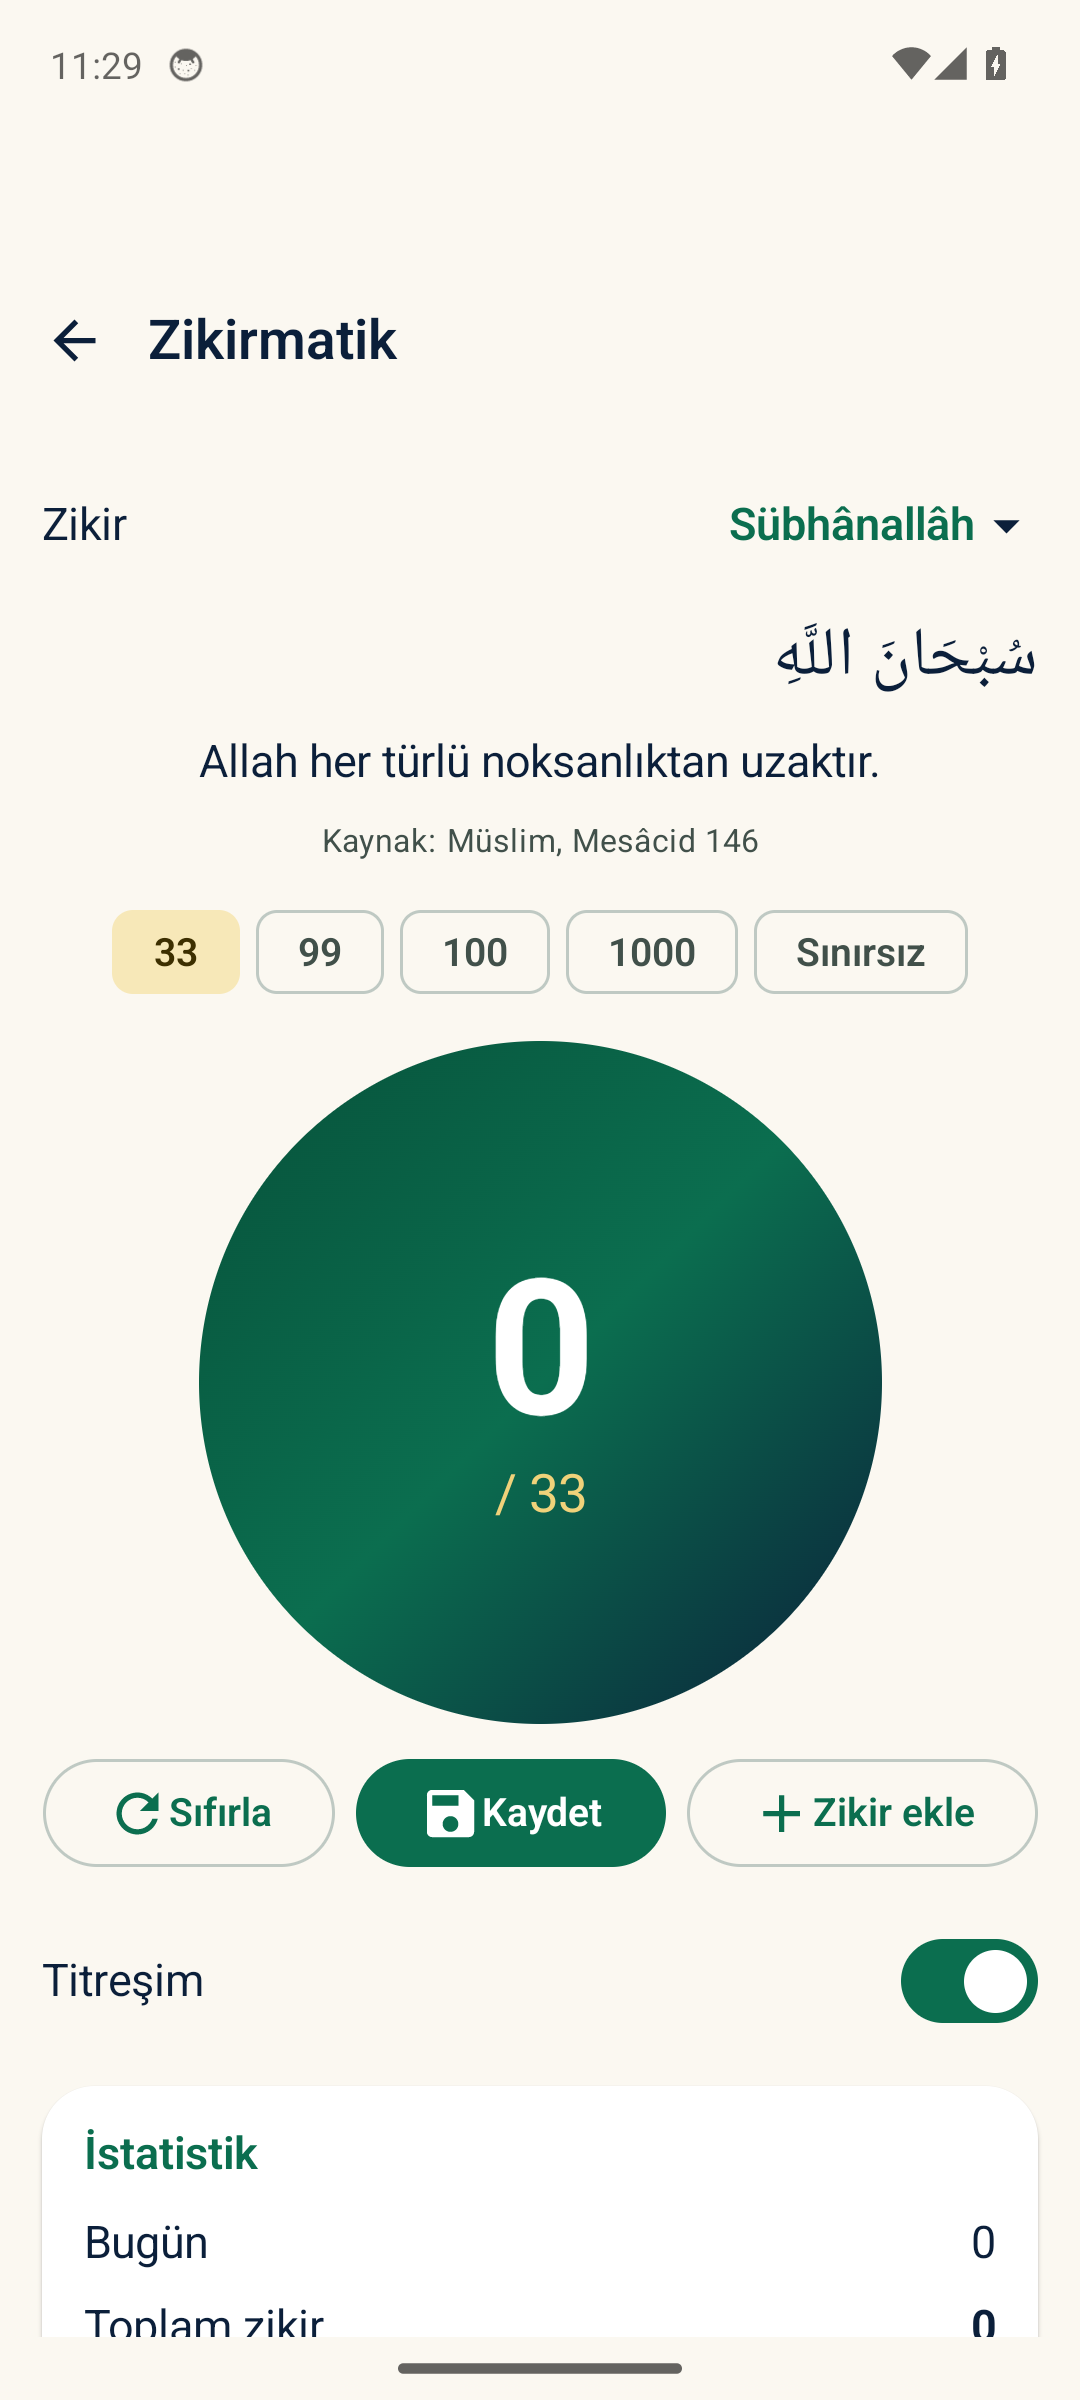 11:29
Zikirmatik
Zikir
Sübhânallâh
سُبْحَانَ اللَّهِ
Allah her türlü noksanlıktan uzaktır.
Kaynak: Müslim, Mesâcid 146
33 99 100 1000 Sınırsız
0
/ 33
Sıfırla Kaydet Zikir ekle
Titreşim
İstatistik
Bugün 0
Toplam zikir 0